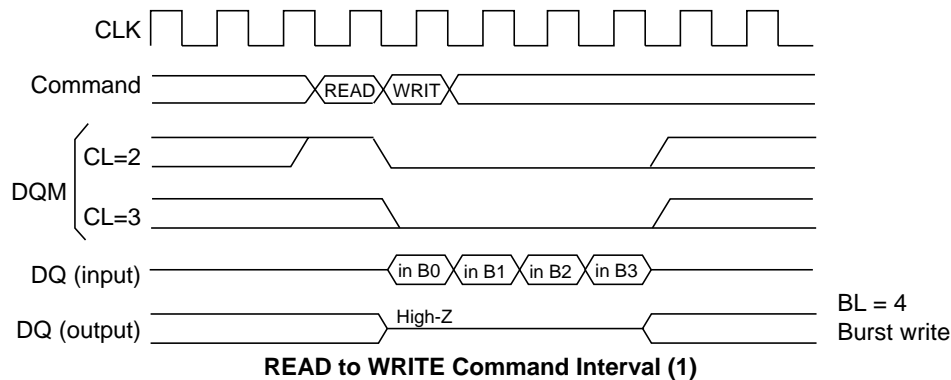 CLK
Command
READ WRIT
DQM
CL=2
CL=3
DQ (input)
in B0 in B1 in B2 in B3
DQ (output)
High-Z
BL = 4
Burst write
READ to WRITE Command Interval (1)